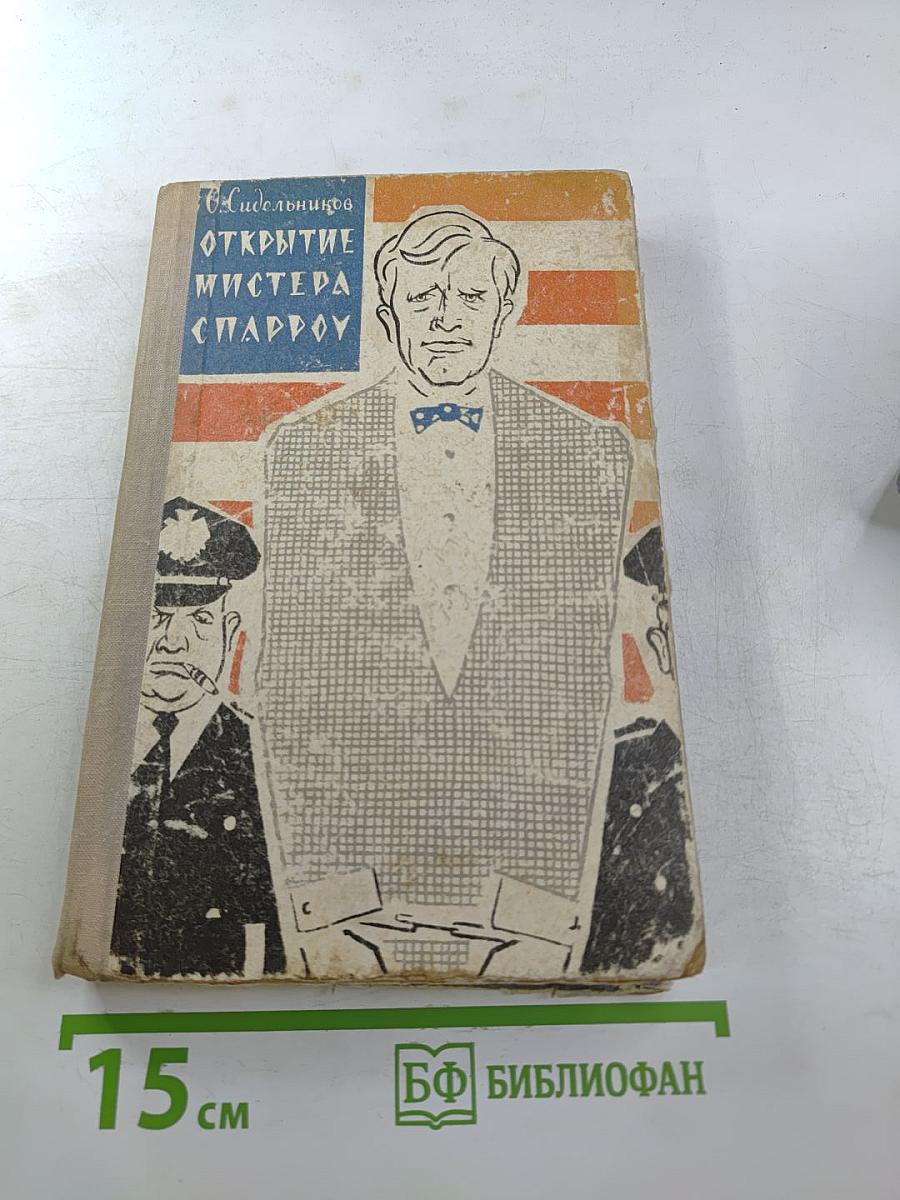 О. Сидельников
ОТКРЫТИЕ
МИСТЕРА
СПАРРОУ
15 см
БФ БИБЛИОФАН